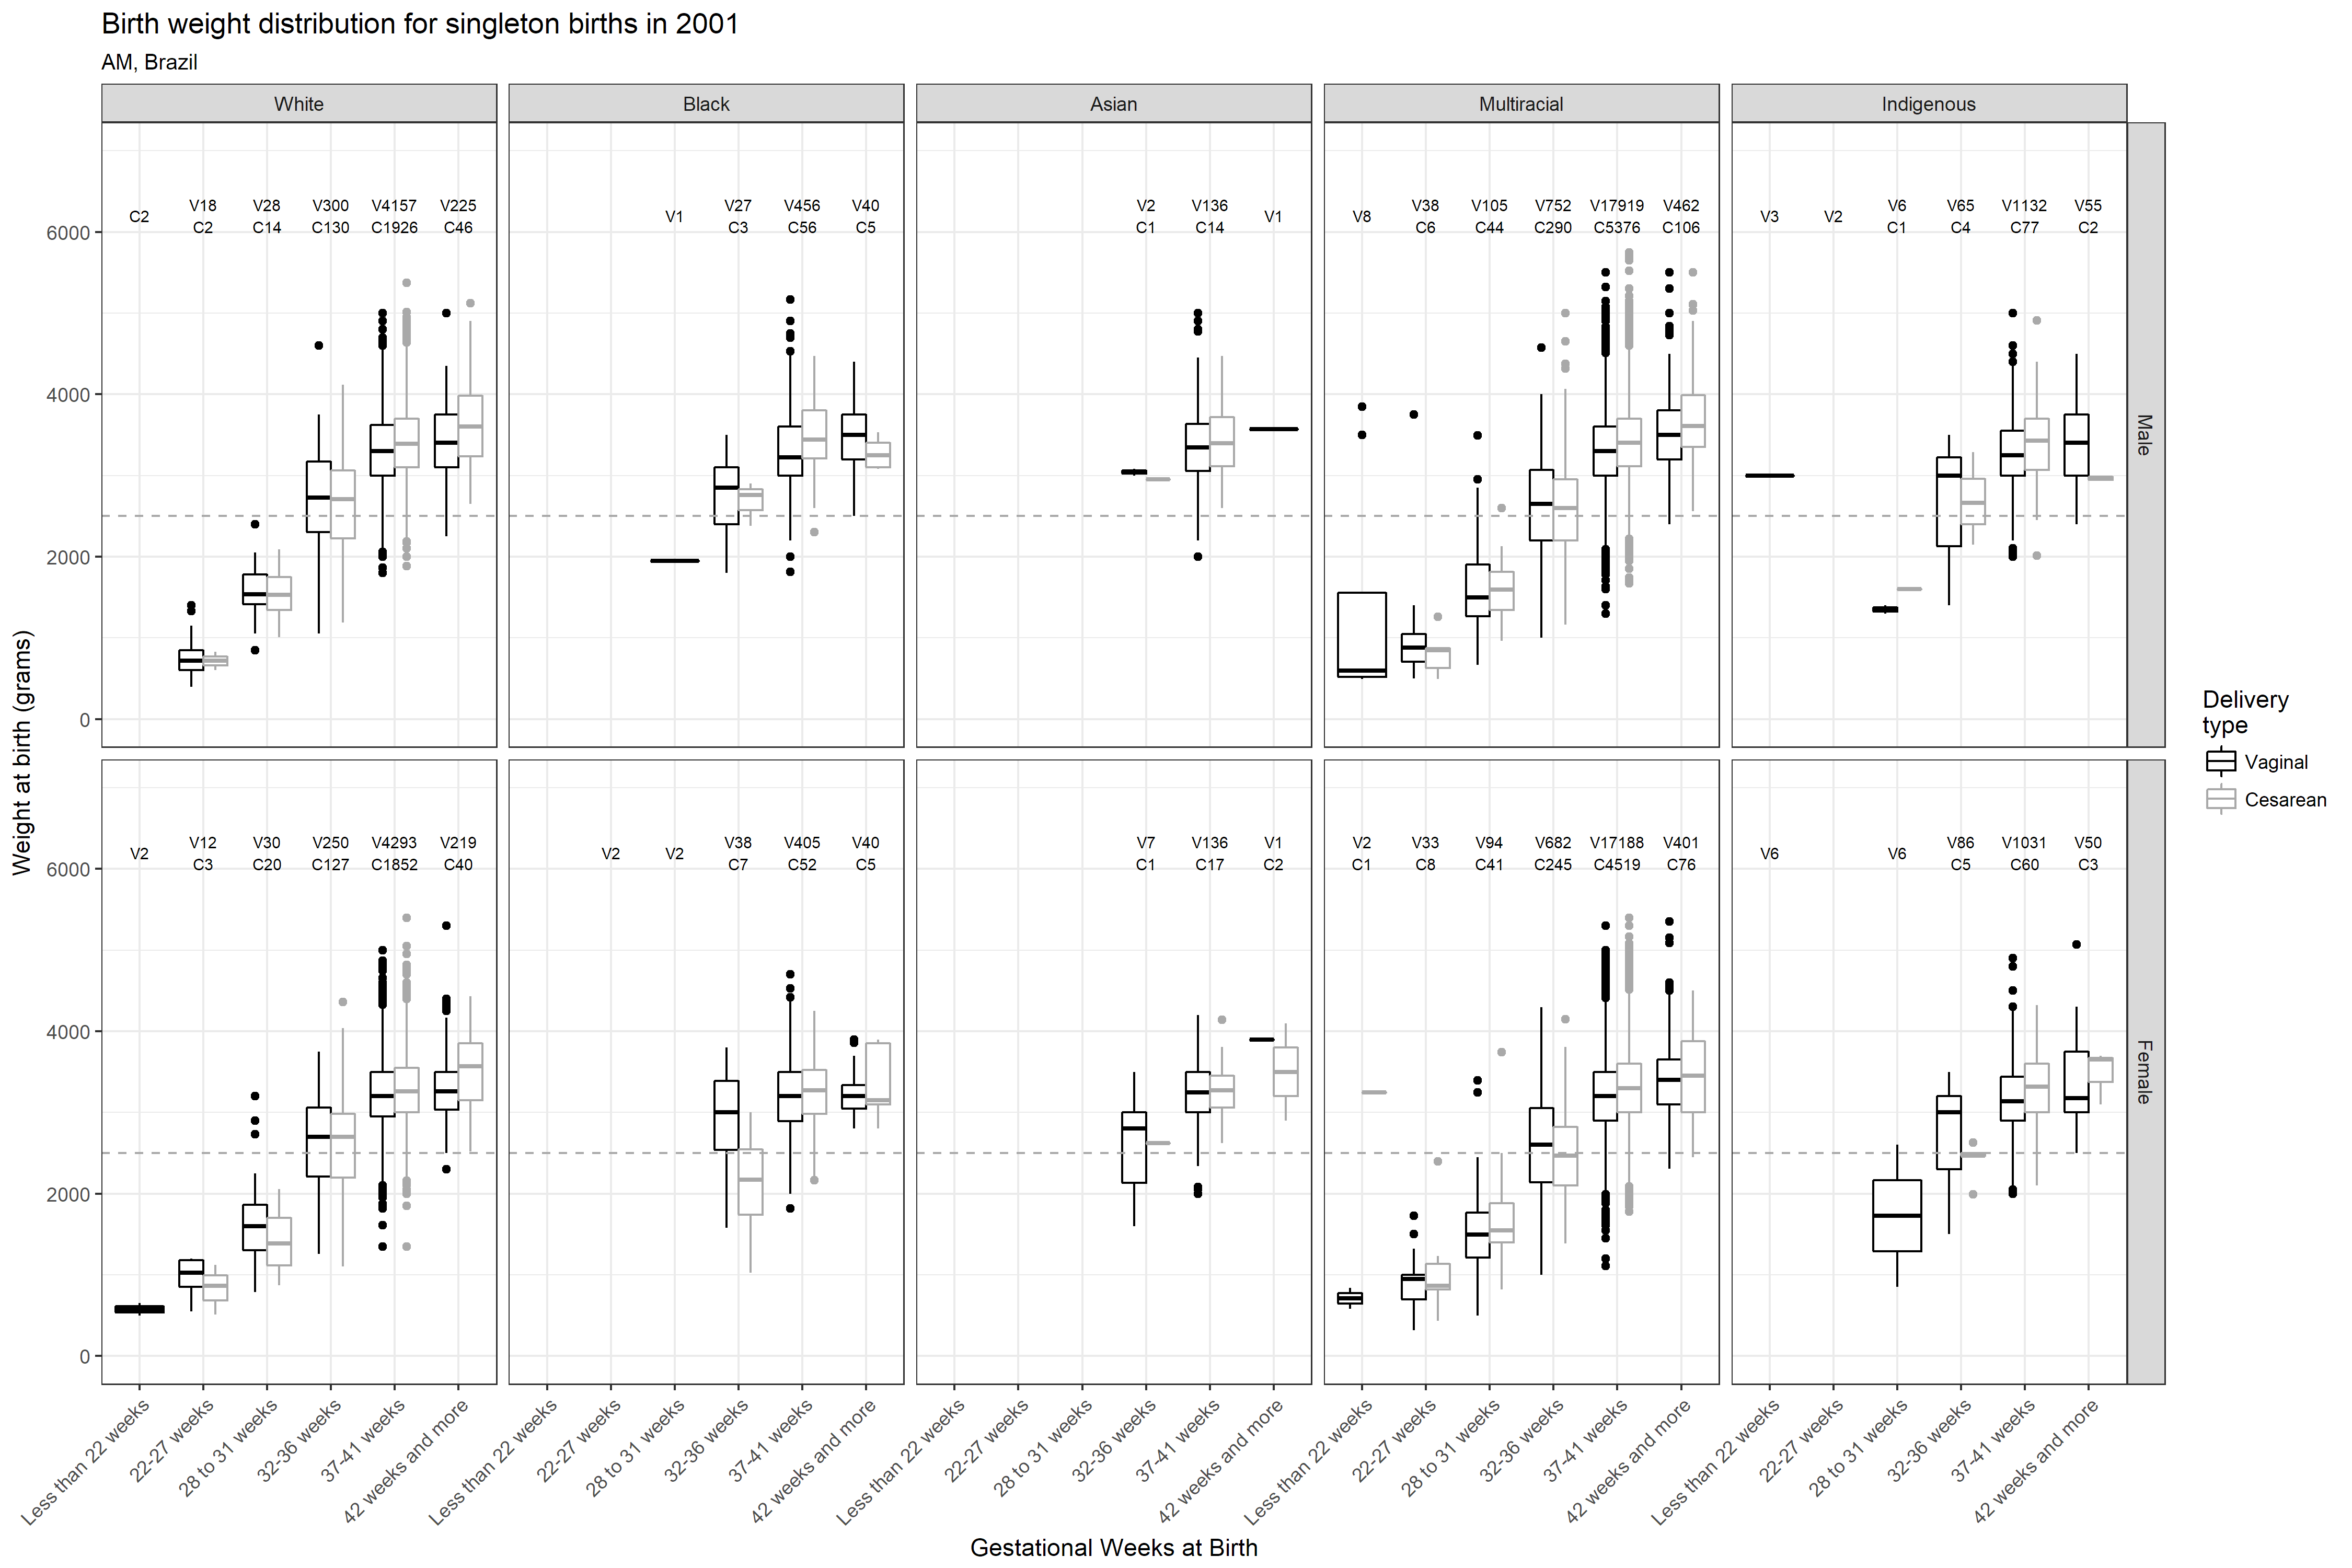 Birth weight distribution for singleton births in 2001
AM, Brazil
White Black Asian Multiracial Indigenous
V18 V28 V300 V4157 V225 V27 V456 V40 V2 V136 V38 V105 V752 V17919 V462 V6 V65 V1132 V55
C2 V1 V1 V8 V3 V2
C2 C14 C130 C1926 C46 C3 C56 C5 C1 C14 C6 C44 C290 C5376 C106 C1 C4 C77 C2
6000
4000
2000
0
Male
V12 V30 V250 V4293 V219 V38 V405 V40 V7 V136 V1 V2 V33 V94 V682 V17188 V401 V86 V1031 V50
V2 V2 V2 V6 V6
C3 C20 C127 C1852 C40 C7 C52 C5 C1 C17 C2 C1 C8 C41 C245 C4519 C76 C5 C60 C3
6000
4000
2000
0
Female
Weight at birth (grams)
Less than 22 weeks
22-27 weeks
28 to 31 weeks
32-36 weeks
37-41 weeks
42 weeks and more
Less than 22 weeks
22-27 weeks
28 to 31 weeks
32-36 weeks
37-41 weeks
42 weeks and more
Less than 22 weeks
22-27 weeks
28 to 31 weeks
32-36 weeks
37-41 weeks
42 weeks and more
Less than 22 weeks
22-27 weeks
28 to 31 weeks
32-36 weeks
37-41 weeks
42 weeks and more
Less than 22 weeks
22-27 weeks
28 to 31 weeks
32-36 weeks
37-41 weeks
42 weeks and more
Gestational Weeks at Birth
Delivery
type
Vaginal
Cesarean